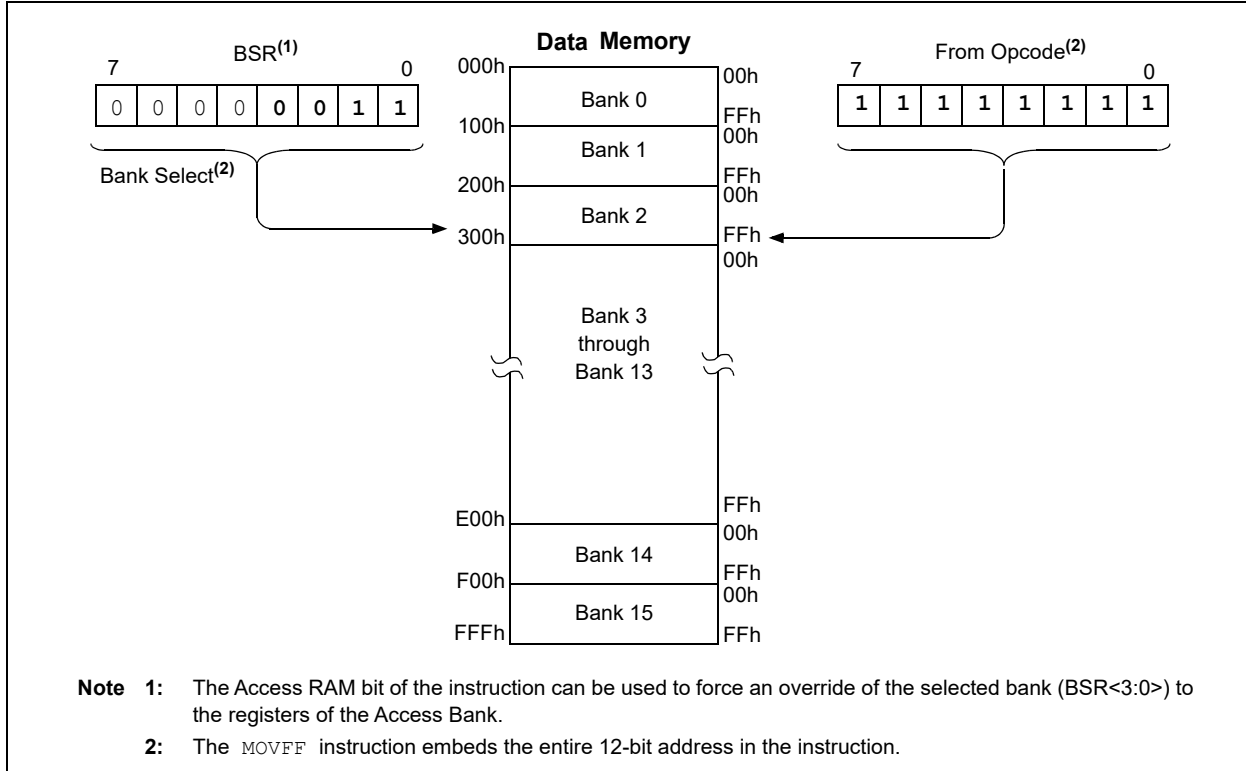 Data Memory
BSR(1)
7 0
0 0 0 0 0 0 1 1
Bank Select(2)
From Opcode(2)
7 0
1 1 1 1 1 1 1 1
000h
00h
Bank 0
FFh
100h
00h
Bank 1
FFh
200h
00h
Bank 2
FFh
300h
00h
Bank 3
through
Bank 13
FFh
E00h
00h
Bank 14
FFh
F00h
00h
Bank 15
FFFh
FFh
Note 1: The Access RAM bit of the instruction can be used to force an override of the selected bank (BSR<3:0>) to
the registers of the Access Bank.
2: The MOVFF instruction embeds the entire 12-bit address in the instruction.